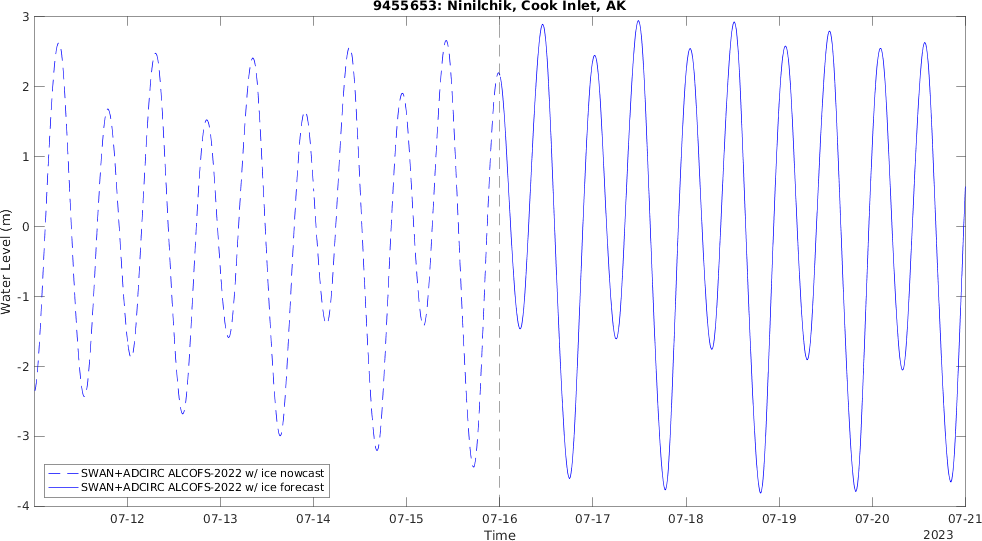 9455653: Ninilchik, Cook Inlet, AK
Water Level (m)
3
2
1
0
-1
-2
-3
-4
SWAN+ADCIRC ALCOFS-2022 w/ ice nowcast
SWAN+ADCIRC ALCOFS-2022 w/ ice forecast
07-12 07-13 07-14 07-15 07-16 07-17 07-18 07-19 07-20 07-21
Time
2023